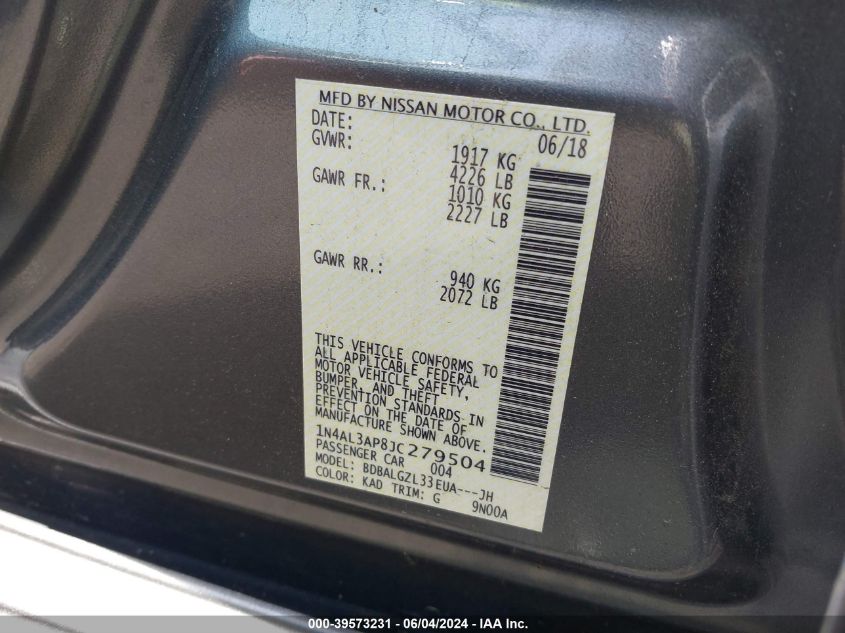 MFD BY NISSAN MOTOR CO., LTD.
DATE: 06/18
GVWR: 1917 KG
4226 LB
GAWR FR.: 1010 KG
2227 LB
GAWR RR.: 940 KG
2072 LB
THIS VEHICLE CONFORMS TO
ALL APPLICABLE FEDERAL
MOTOR VEHICLE SAFETY,
BUMPER, AND THEFT
PREVENTION STANDARDS IN
EFFECT ON THE DATE OF
MANUFACTURE SHOWN ABOVE.
1N4AL3AP8JC279504
PASSENGER CAR 004
MODEL: BDBALGZL33EUA---JH
COLOR: KAD TRIM: G 9N00A
000-39573231 - 06/04/2024 - IAA Inc.